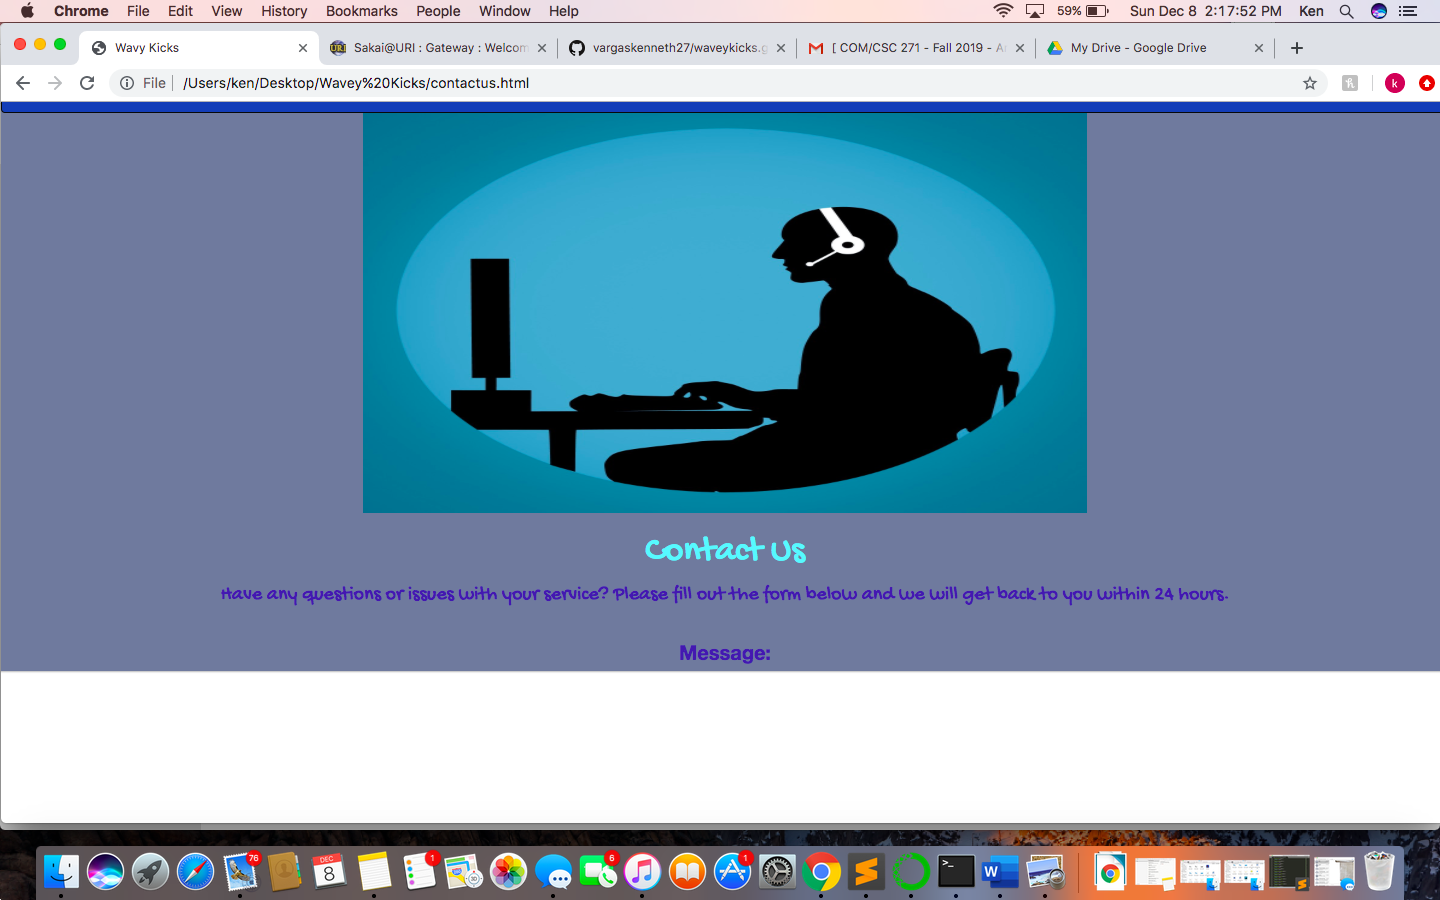 Chrome File Edit View History Bookmarks People Window Help 59% Sun Dec 8 2:17:52 PM Ken
Wavy Kicks Sakai@URI : Gateway : Welcom vargaskenneth27/waveykicks.g [ COM/CSC 271 - Fall 2019 - A My Drive - Google Drive
File /Users/ken/Desktop/Wavey%20Kicks/contactus.html k
Contact Us
Have any questions or issues with your service? Please fill out the form below and we will get back to you within 24 hours.
Message:
76 DEC 8 1 6 1 >_ W